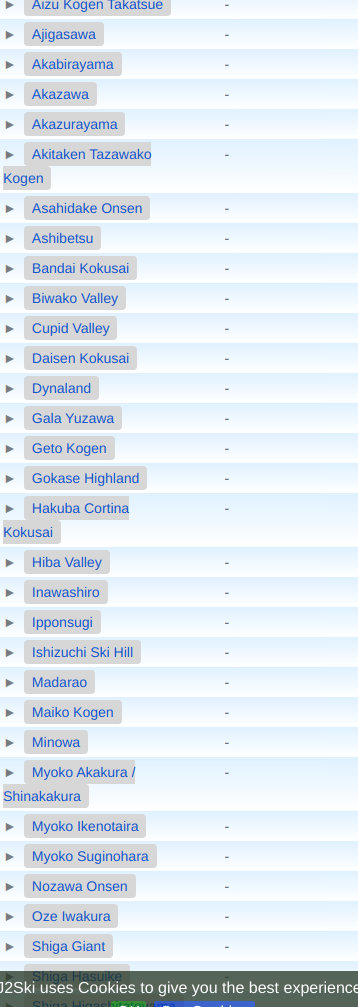 Aizu Kogen Takatsue -
▶ Ajigasawa -
▶ Akabirayama -
▶ Akazawa -
▶ Akazurayama -
▶ Akitaken Tazawako -
Kogen
▶ Asahidake Onsen -
▶ Ashibetsu -
▶ Bandai Kokusai -
▶ Biwako Valley -
▶ Cupid Valley -
▶ Daisen Kokusai -
▶ Dynaland -
▶ Gala Yuzawa -
▶ Geto Kogen -
▶ Gokase Highland -
▶ Hakuba Cortina -
Kokusai
▶ Hiba Valley -
▶ Inawashiro -
▶ Ipponsugi -
▶ Ishizuchi Ski Hill -
▶ Madarao -
▶ Maiko Kogen -
▶ Minowa -
▶ Myoko Akakura / -
Shinakakura
▶ Myoko Ikenotaira -
▶ Myoko Suginohara -
▶ Nozawa Onsen -
▶ Oze Iwakura -
▶ Shiga Giant -
▶ Shiga Hasuike -
J2Ski uses Cookies to give you the best experience